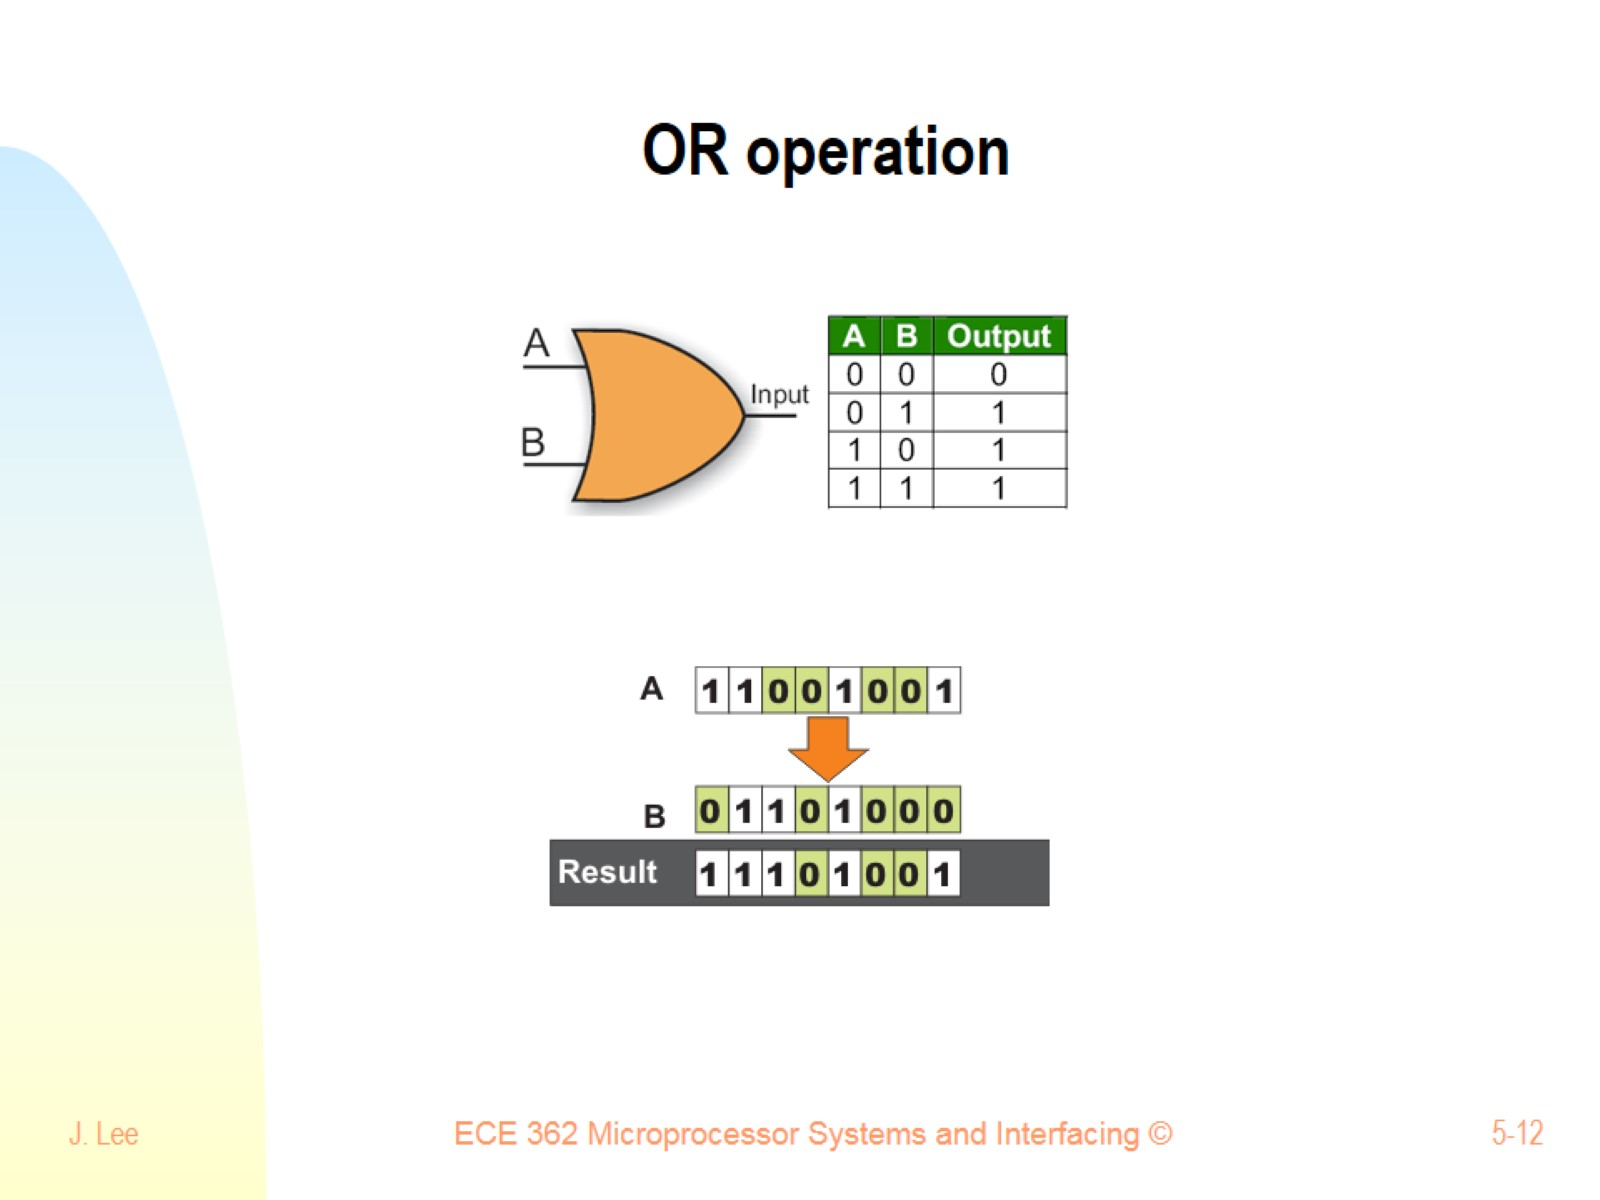 OR operation
A
B
Input
A B Output
0 0 0
0 1 1
1 0 1
1 1 1
A 1 1 0 0 1 0 0 1
B 0 1 1 0 1 0 0 0
Result 1 1 1 0 1 0 0 1
J. Lee ECE 362 Microprocessor Systems and Interfacing © 5-12